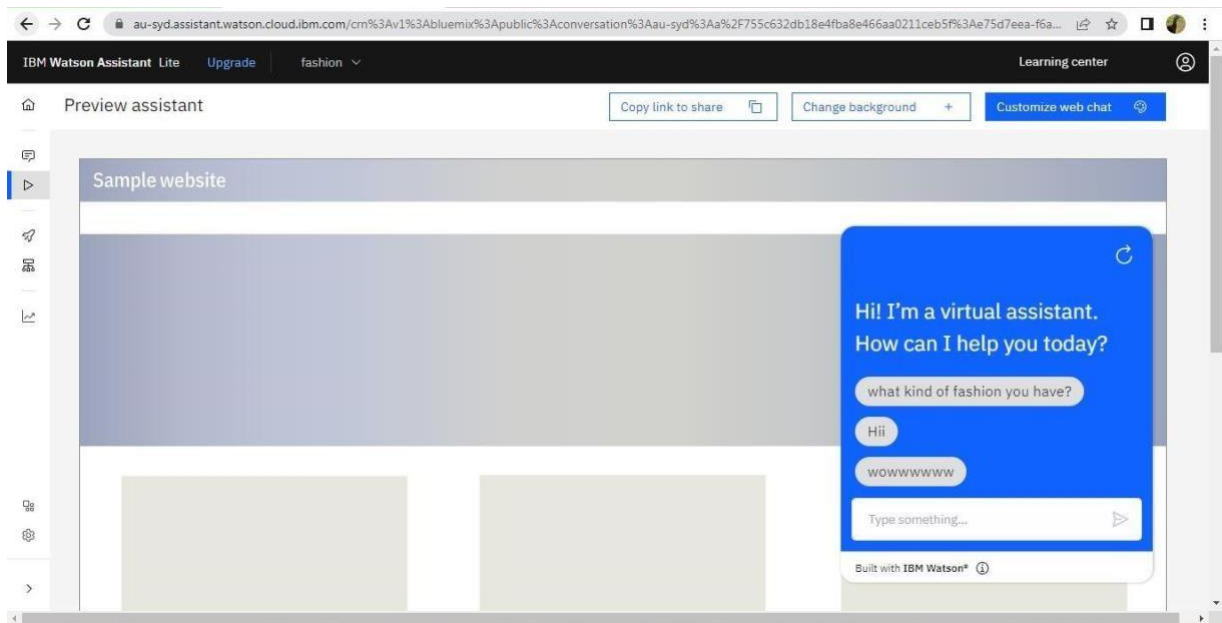 au-syd.assistant.watson.cloud.ibm.com/crn%3Av1%3Abluemix%3Apublic%3Aconversation%3Aau-syd%3Aa%2F755c632db18e4fba8e466aa0211ceb5f%3Ae75d7eea-f6a...
IBM Watson Assistant Lite Upgrade fashion Learning center
Preview assistant Copy link to share Change background + Customize web chat
Sample website
Hi! I'm a virtual assistant.
How can I help you today?
what kind of fashion you have?
Hii
wowwwwww
Type something...
Built with IBM Watson®